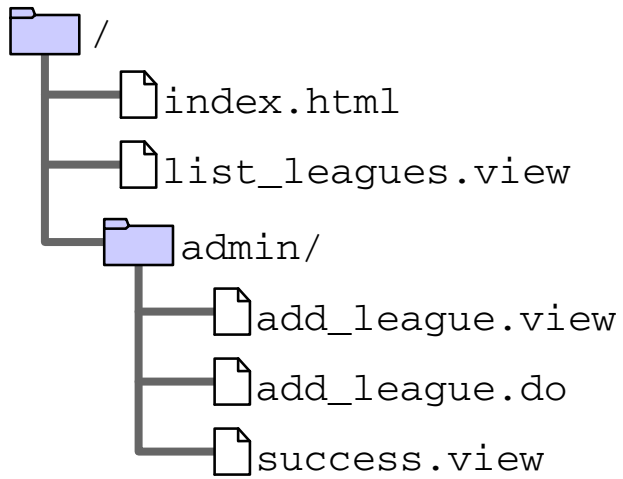 /
index.html
list_leagues.view
admin/
add_league.view
add_league.do
success.view